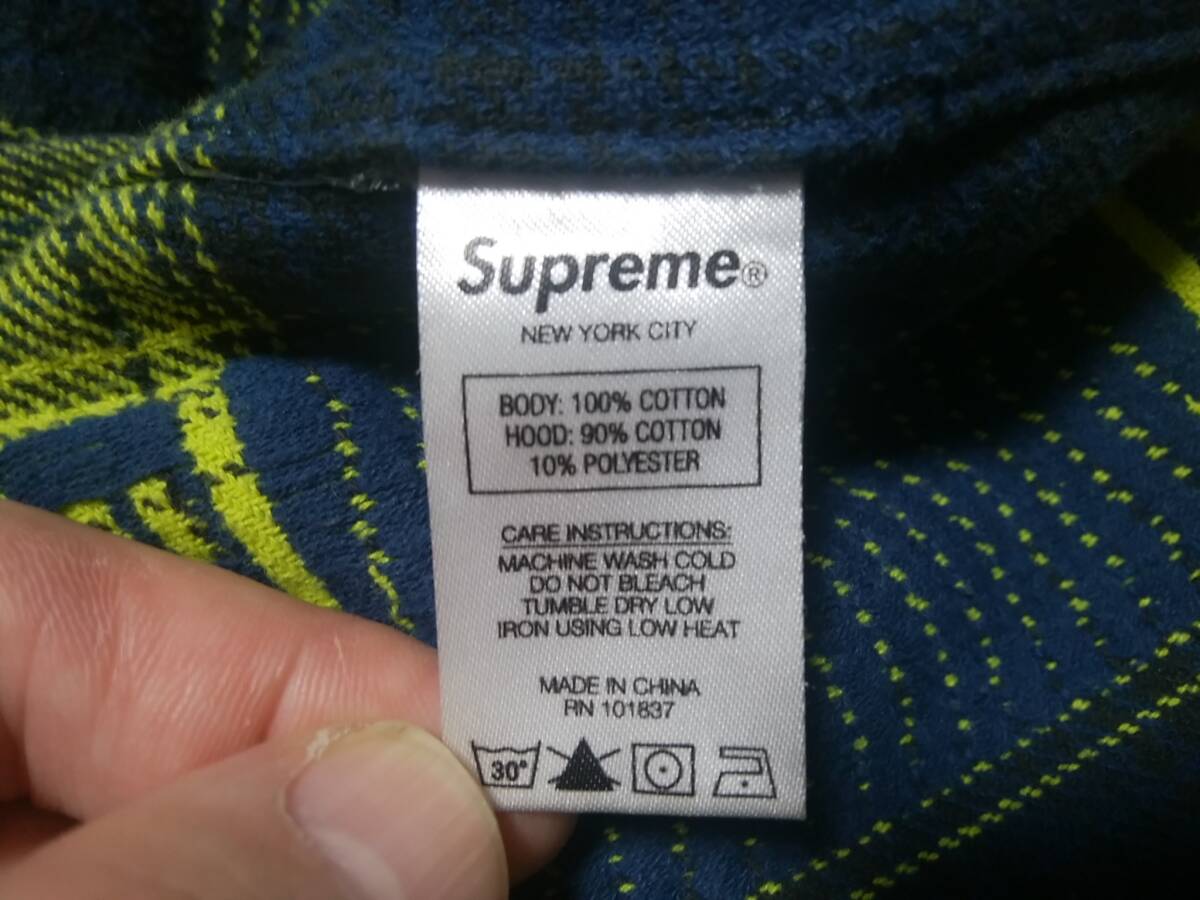 Supreme®
NEW YORK CITY
BODY: 100% COTTON
HOOD: 90% COTTON
10% POLYESTER
CARE INSTRUCTIONS:
MACHINE WASH COLD
DO NOT BLEACH
TUMBLE DRY LOW
IRON USING LOW HEAT
MADE IN CHINA
RN 101837
30°